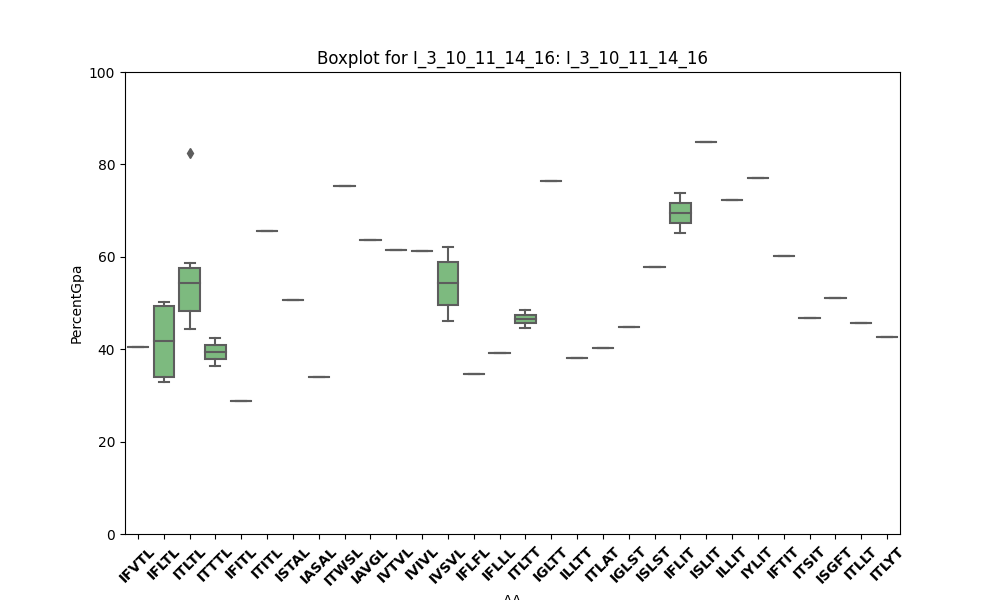 Boxplot for I_3_10_11_14_16: I_3_10_11_14_16
100
80
60
40
20
0
PercentGpa
IFVTL IFLTL ITLTL ITTTL IFITL ITITL ISTAL IASAL ITWSL IAVGL IVTVL IVIVL IVSVL IFLFL IFLLL ITLTT IGLTT ILLTT ITLAT IGLST ISLST IFLIT ISLIT ILLIT IYLIT IFTIT ITSIT ISGFT ITLLT ITLYT
AA